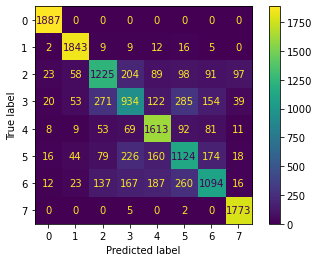 0 1887 0 0 0 0 0 0 0
1 2 1843 9 9 12 16 5 0
2 23 58 1225 204 89 98 91 97
3 20 53 271 934 122 285 154 39
4 8 9 53 69 1613 92 81 11
5 16 44 79 226 160 1124 174 18
6 12 23 137 167 187 260 1094 16
7 0 0 0 5 0 2 0 1773
0 1 2 3 4 5 6 7
Predicted label
True label
1750
1500
1250
1000
750
500
250
0